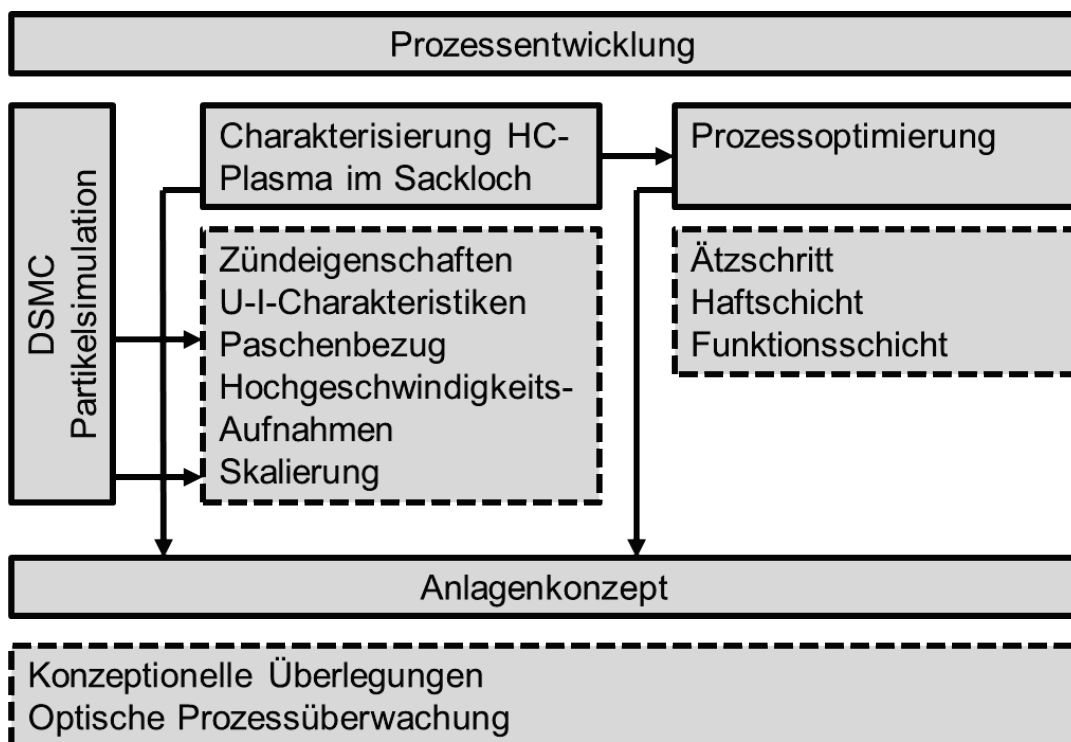 Prozessentwicklung
DSMC
Partikelsimulation
Charakterisierung HC-
Plasma im Sackloch
Zündeigenschaften
U-I-Charakteristiken
Paschenbezug
Hochgeschwindigkeits-
Aufnahmen
Skalierung
Prozessoptimierung
Ätzschritt
Haftschicht
Funktionsschicht
Anlagenkonzept
Konzeptionelle Überlegungen
Optische Prozessüberwachung